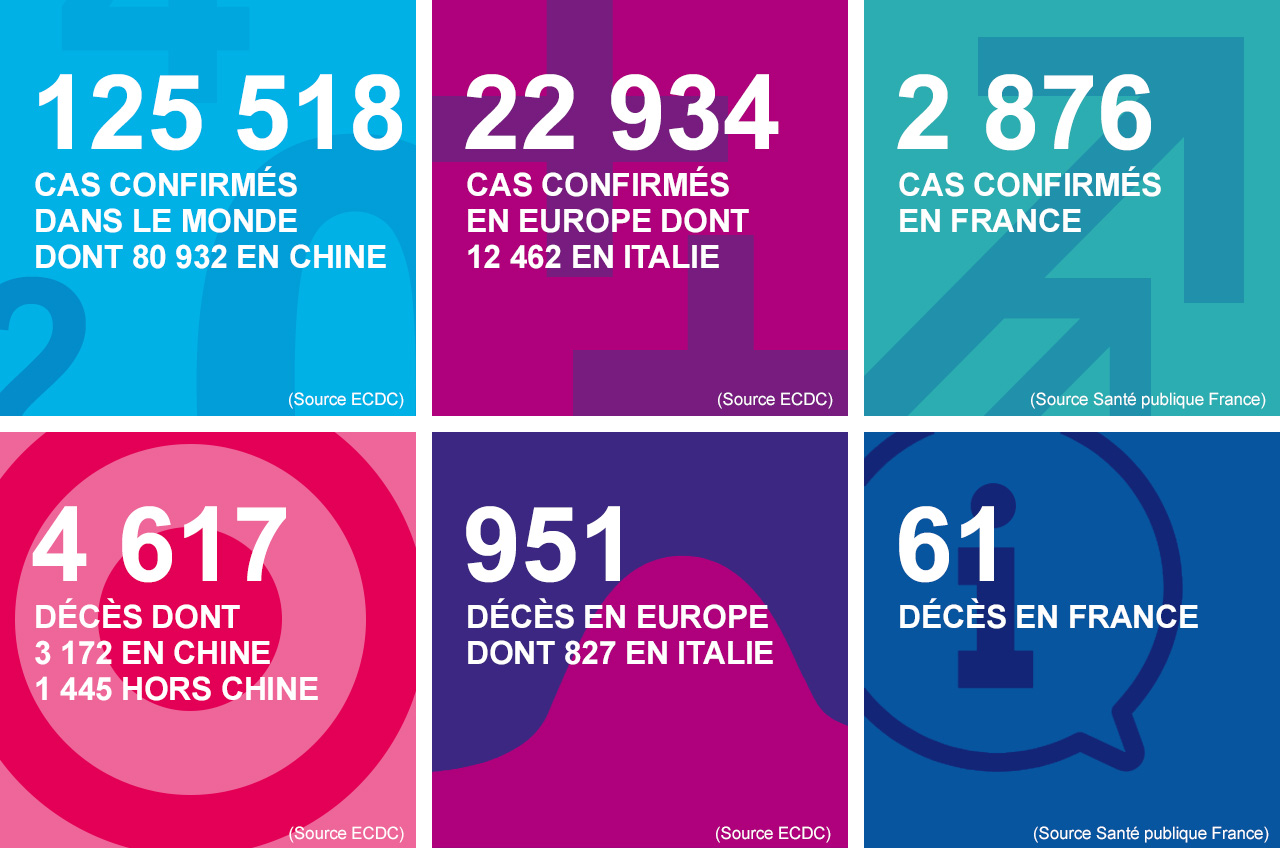 125 518
CAS CONFIRMÉS
DANS LE MONDE
DONT 80 932 EN CHINE
(Source ECDC)
22 934
CAS CONFIRMÉS
EN EUROPE DONT
12 462 EN ITALIE
(Source ECDC)
2 876
CAS CONFIRMÉS
EN FRANCE
(Source Santé publique France)
4 617
DÉCÈS DONT
3 172 EN CHINE
1 445 HORS CHINE
(Source ECDC)
951
DÉCÈS EN EUROPE
DONT 827 EN ITALIE
(Source ECDC)
61
DÉCÈS EN FRANCE
(Source Santé publique France)